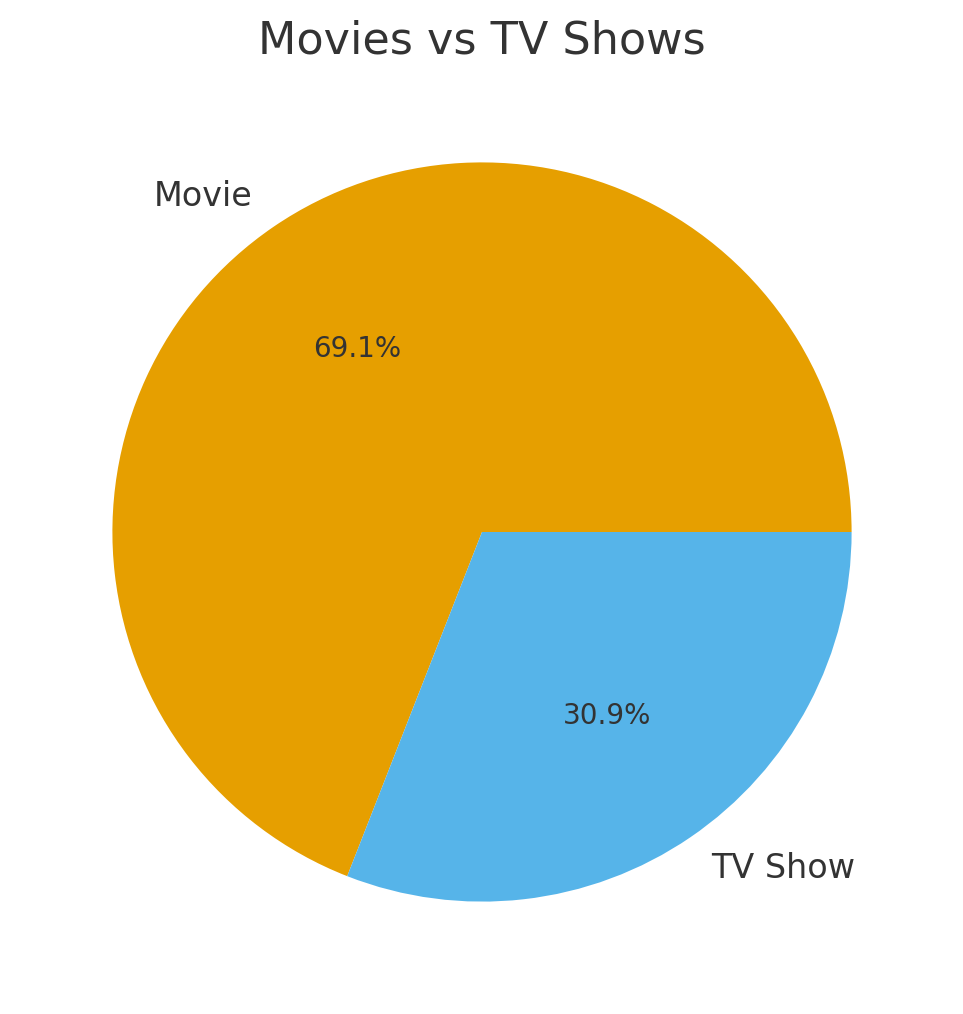 Movies vs TV Shows
Movie
69.1%
30.9%
TV Show